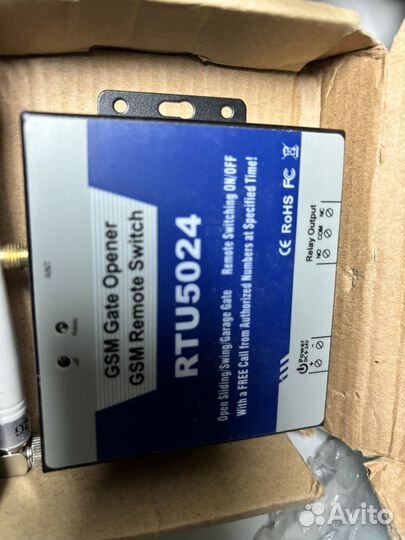 ANT
Relay
GSM Gate Opener
GSM Remote Switch
RTU5024
Open Sliding/Swing/Garage Gate Remote Switching ON/OFF
With a FREE Call from Authorized Numbers at Specified Time!
CE RoHS FC
Power
+ -
Relay Output
NO COM NC
Avito